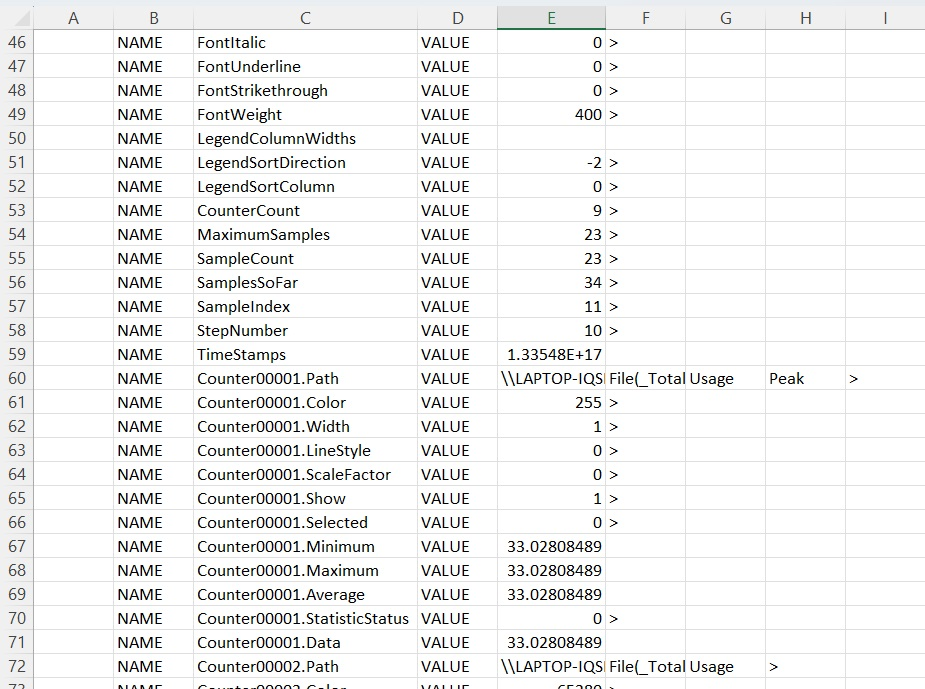 A B C D E F G H I
46 NAME FontItalic VALUE 0 >
47 NAME FontUnderline VALUE 0 >
48 NAME FontStrikethrough VALUE 0 >
49 NAME FontWeight VALUE 400 >
50 NAME LegendColumnWidths VALUE
51 NAME LegendSortDirection VALUE -2 >
52 NAME LegendSortColumn VALUE 0 >
53 NAME CounterCount VALUE 9 >
54 NAME MaximumSamples VALUE 23 >
55 NAME SampleCount VALUE 23 >
56 NAME SamplesSoFar VALUE 34 >
57 NAME SampleIndex VALUE 11 >
58 NAME StepNumber VALUE 10 >
59 NAME TimeStamps VALUE 1.33548E+17
60 NAME Counter00001.Path VALUE \\LAPTOP-IQS File(_Total Usage Peak >
61 NAME Counter00001.Color VALUE 255 >
62 NAME Counter00001.Width VALUE 1 >
63 NAME Counter00001.LineStyle VALUE 0 >
64 NAME Counter00001.ScaleFactor VALUE 0 >
65 NAME Counter00001.Show VALUE 1 >
66 NAME Counter00001.Selected VALUE 0 >
67 NAME Counter00001.Minimum VALUE 33.02808489
68 NAME Counter00001.Maximum VALUE 33.02808489
69 NAME Counter00001.Average VALUE 33.02808489
70 NAME Counter00001.StatisticStatus VALUE 0 >
71 NAME Counter00001.Data VALUE 33.02808489
72 NAME Counter00002.Path VALUE \\LAPTOP-IQS File(_Total Usage >
73 NAME Counter00002.Color VALUE 65280 >